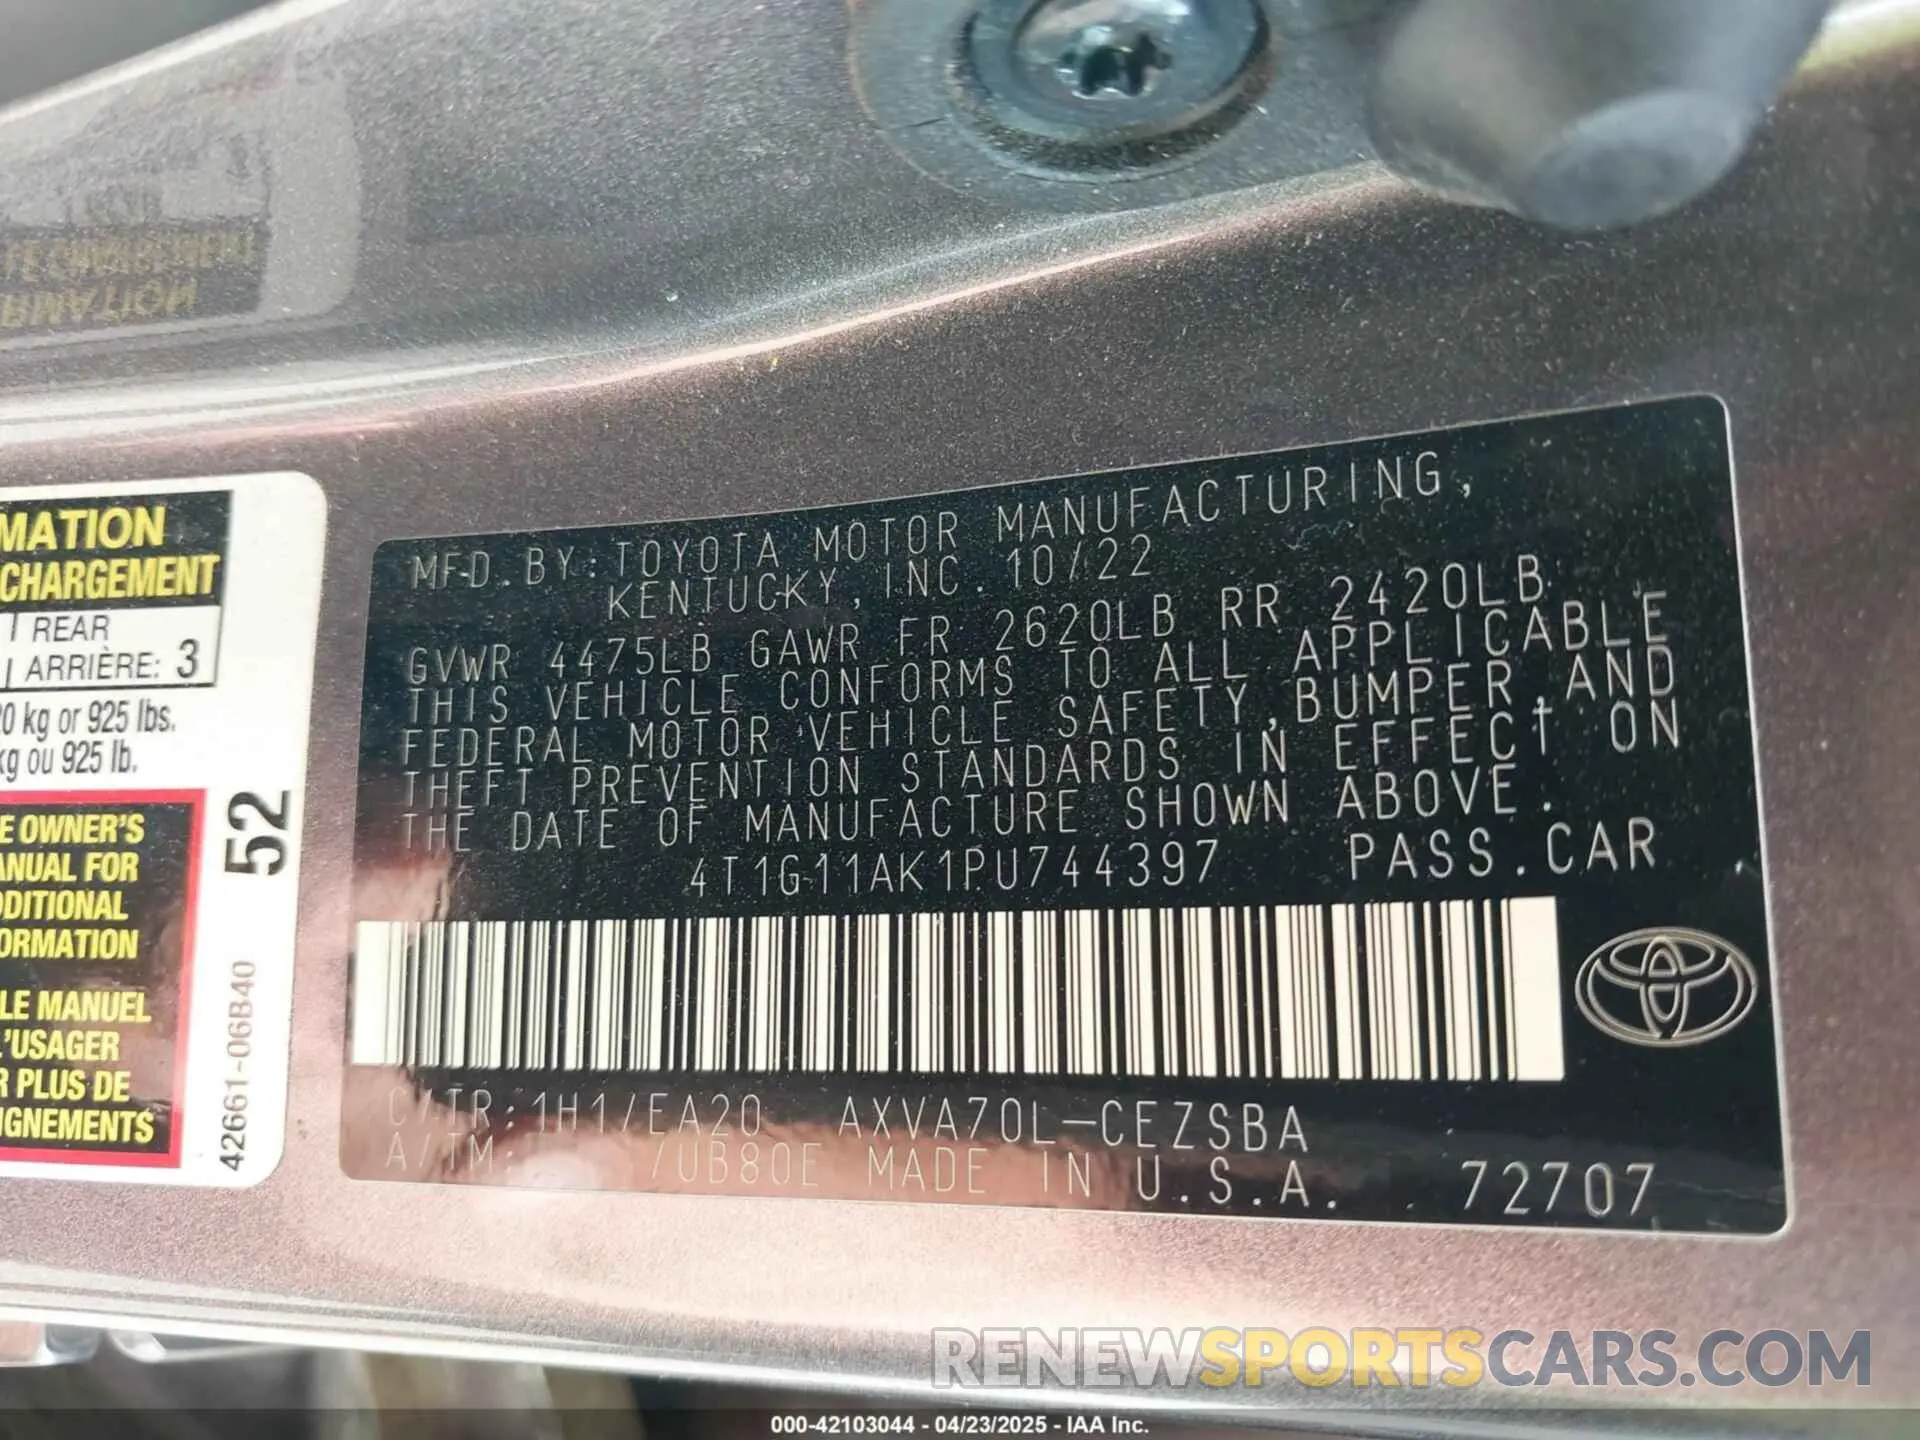 MATION
CHARGEMENT
REAR
ARRIÈRE: 3
0 kg or 925 lbs.
kg ou 925 lb.
E OWNER'S
ANUAL FOR
DDITIONAL
FORMATION
LE MANUEL
L'USAGER
R PLUS DE
IGNEMENTS
52
42661-06B40
MFD. BY: TOYOTA MOTOR MANUFACTURING,
KENTUCKY, INC. 10/22
GVWR 4475LB GAWR FR 2620LB RR 2420LB
THIS VEHICLE CONFORMS TO ALL APPLICABLE
FEDERAL MOTOR VEHICLE SAFETY, BUMPER, AND
THEFT PREVENTION STANDARDS IN EFFECT ON
THE DATE OF MANUFACTURE SHOWN ABOVE.
4T1G11AK1PU744397 PASS. CAR
C/TR: 1H1/EA20 AXVA70L-CEZSBA
A/TM: /UB80E MADE IN U.S.A. 72707
RENEWSPORTSCARS.COM
000-42103044 - 04/23/2025 - IAA Inc.